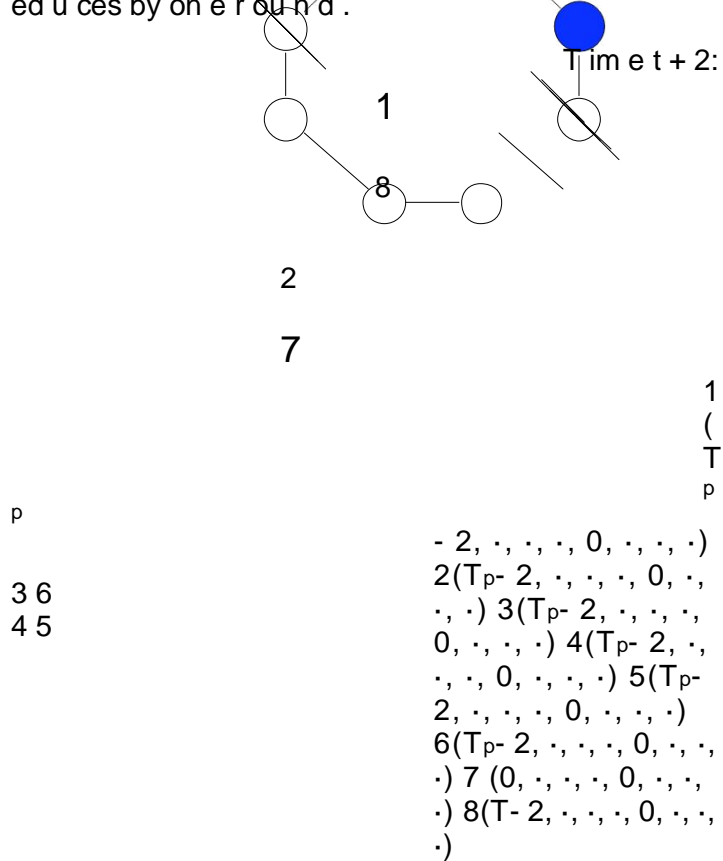 ed u ces by on e r ou n d .
T im e t + 2:
1
8
2
7
1
(
T
p
p
3 6
4 5
- 2, ·, ·, ·, 0, ·, ·, ·)
2(Tp- 2, ·, ·, ·, 0, ·,
·, ·) 3(Tp- 2, ·, ·, ·,
0, ·, ·, ·) 4(Tp- 2, ·,
·, ·, 0, ·, ·, ·) 5(Tp-
2, ·, ·, ·, 0, ·, ·, ·)
6(Tp- 2, ·, ·, ·, 0, ·, ·,
·) 7 (0, ·, ·, ·, 0, ·, ·,
·) 8(T- 2, ·, ·, ·, 0, ·, ·,
·)